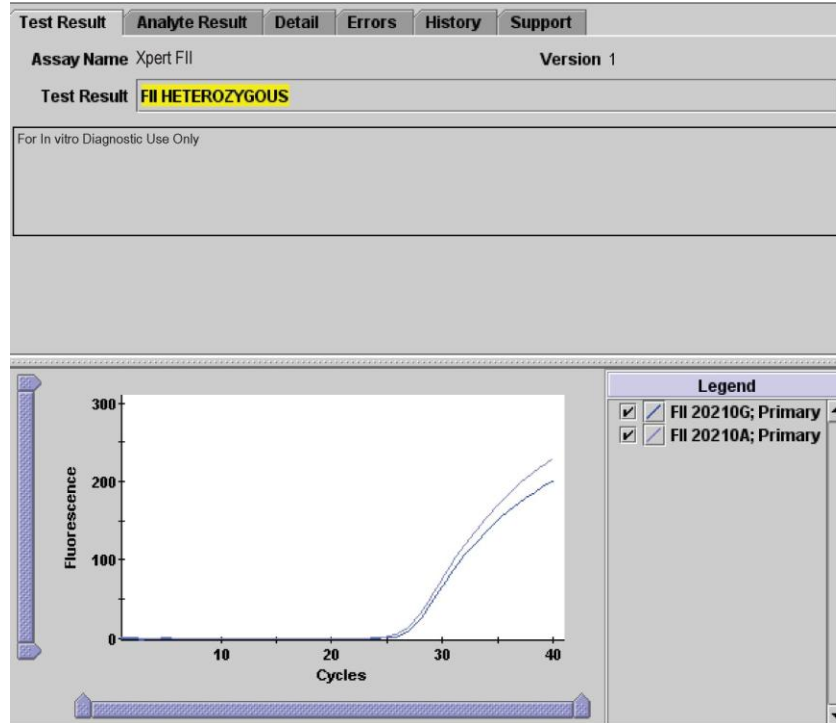 Test Result Analyte Result Detail Errors History Support
Assay Name Xpert FII Version 1
Test Result FII HETEROZYGOUS
For In vitro Diagnostic Use Only
Legend
FII 20210G; Primary
FII 20210A; Primary
300
200
100
0
Fluorescence
10 20 30 40
Cycles